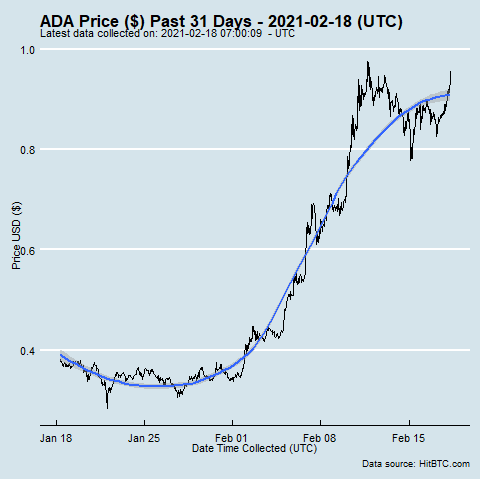 ADA Price ($) Past 31 Days - 2021-02-18 (UTC)
Latest data collected on: 2021-02-18 07:00:09 - UTC
1.0
0.8
0.6
0.4
Price USD ($)
Jan 18 Jan 25 Feb 01 Feb 08 Feb 15
Date Time Collected (UTC)
Data source: HitBTC.com